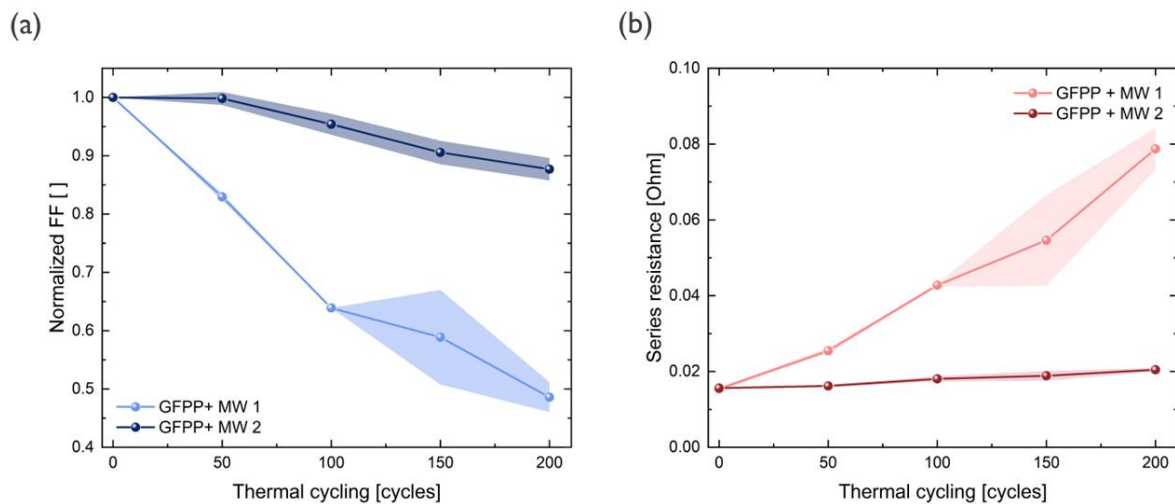 (a)
1.0
0.9
0.8
0.7
0.6
0.5
0.4
Normalized FF [ ]
GFPP+ MW 1
GFPP+ MW 2
0
50
100
150
200
Thermal cycling [cycles]
(b)
0.10
0.08
0.06
0.04
0.02
0.00
Series resistance [Ohm]
GFPP + MW 1
GFPP + MW 2
0
50
100
150
200
Thermal cycling [cycles]